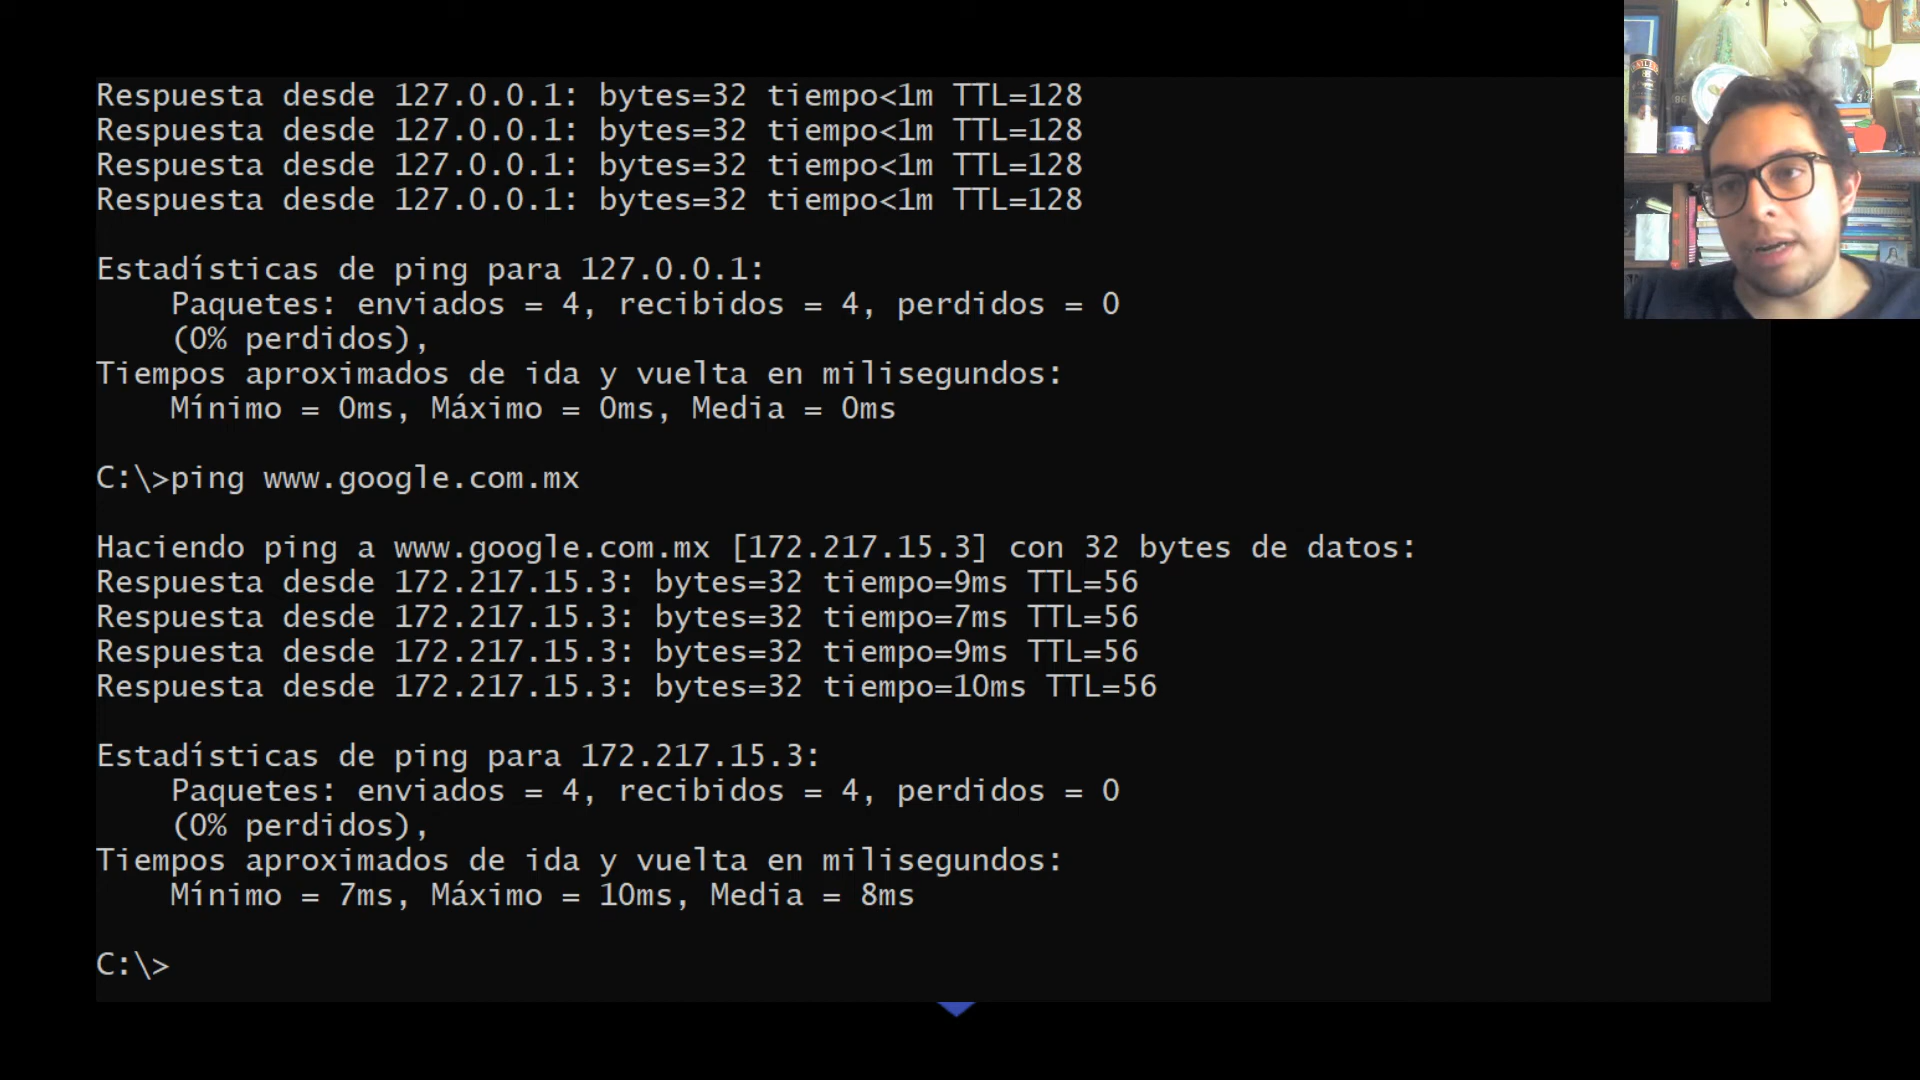 Respuesta desde 127.0.0.1: bytes=32 tiempo<1m TTL=128
Respuesta desde 127.0.0.1: bytes=32 tiempo<1m TTL=128
Respuesta desde 127.0.0.1: bytes=32 tiempo<1m TTL=128
Respuesta desde 127.0.0.1: bytes=32 tiempo<1m TTL=128
Estadísticas de ping para 127.0.0.1:
Paquetes: enviados = 4, recibidos = 4, perdidos = 0
(0% perdidos),
Tiempos aproximados de ida y vuelta en milisegundos:
Mínimo = 0ms, Máximo = 0ms, Media = 0ms
C:\>ping www.google.com.mx
Haciendo ping a www.google.com.mx [172.217.15.3] con 32 bytes de datos:
Respuesta desde 172.217.15.3: bytes=32 tiempo=9ms TTL=56
Respuesta desde 172.217.15.3: bytes=32 tiempo=7ms TTL=56
Respuesta desde 172.217.15.3: bytes=32 tiempo=9ms TTL=56
Respuesta desde 172.217.15.3: bytes=32 tiempo=10ms TTL=56
Estadísticas de ping para 172.217.15.3:
Paquetes: enviados = 4, recibidos = 4, perdidos = 0
(0% perdidos),
Tiempos aproximados de ida y vuelta en milisegundos:
Mínimo = 7ms, Máximo = 10ms, Media = 8ms
C:\>